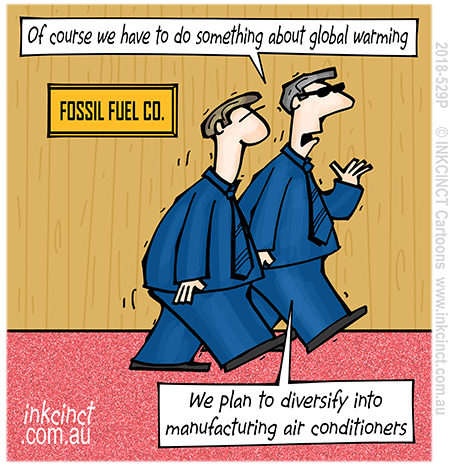 Of course we have to do something about global warming
FOSSIL FUEL CO.
We plan to diversify into
manufacturing air conditioners
inkcinct
.com.au
2018-529P © INKCINCT Cartoons www.inkcinct.com.au